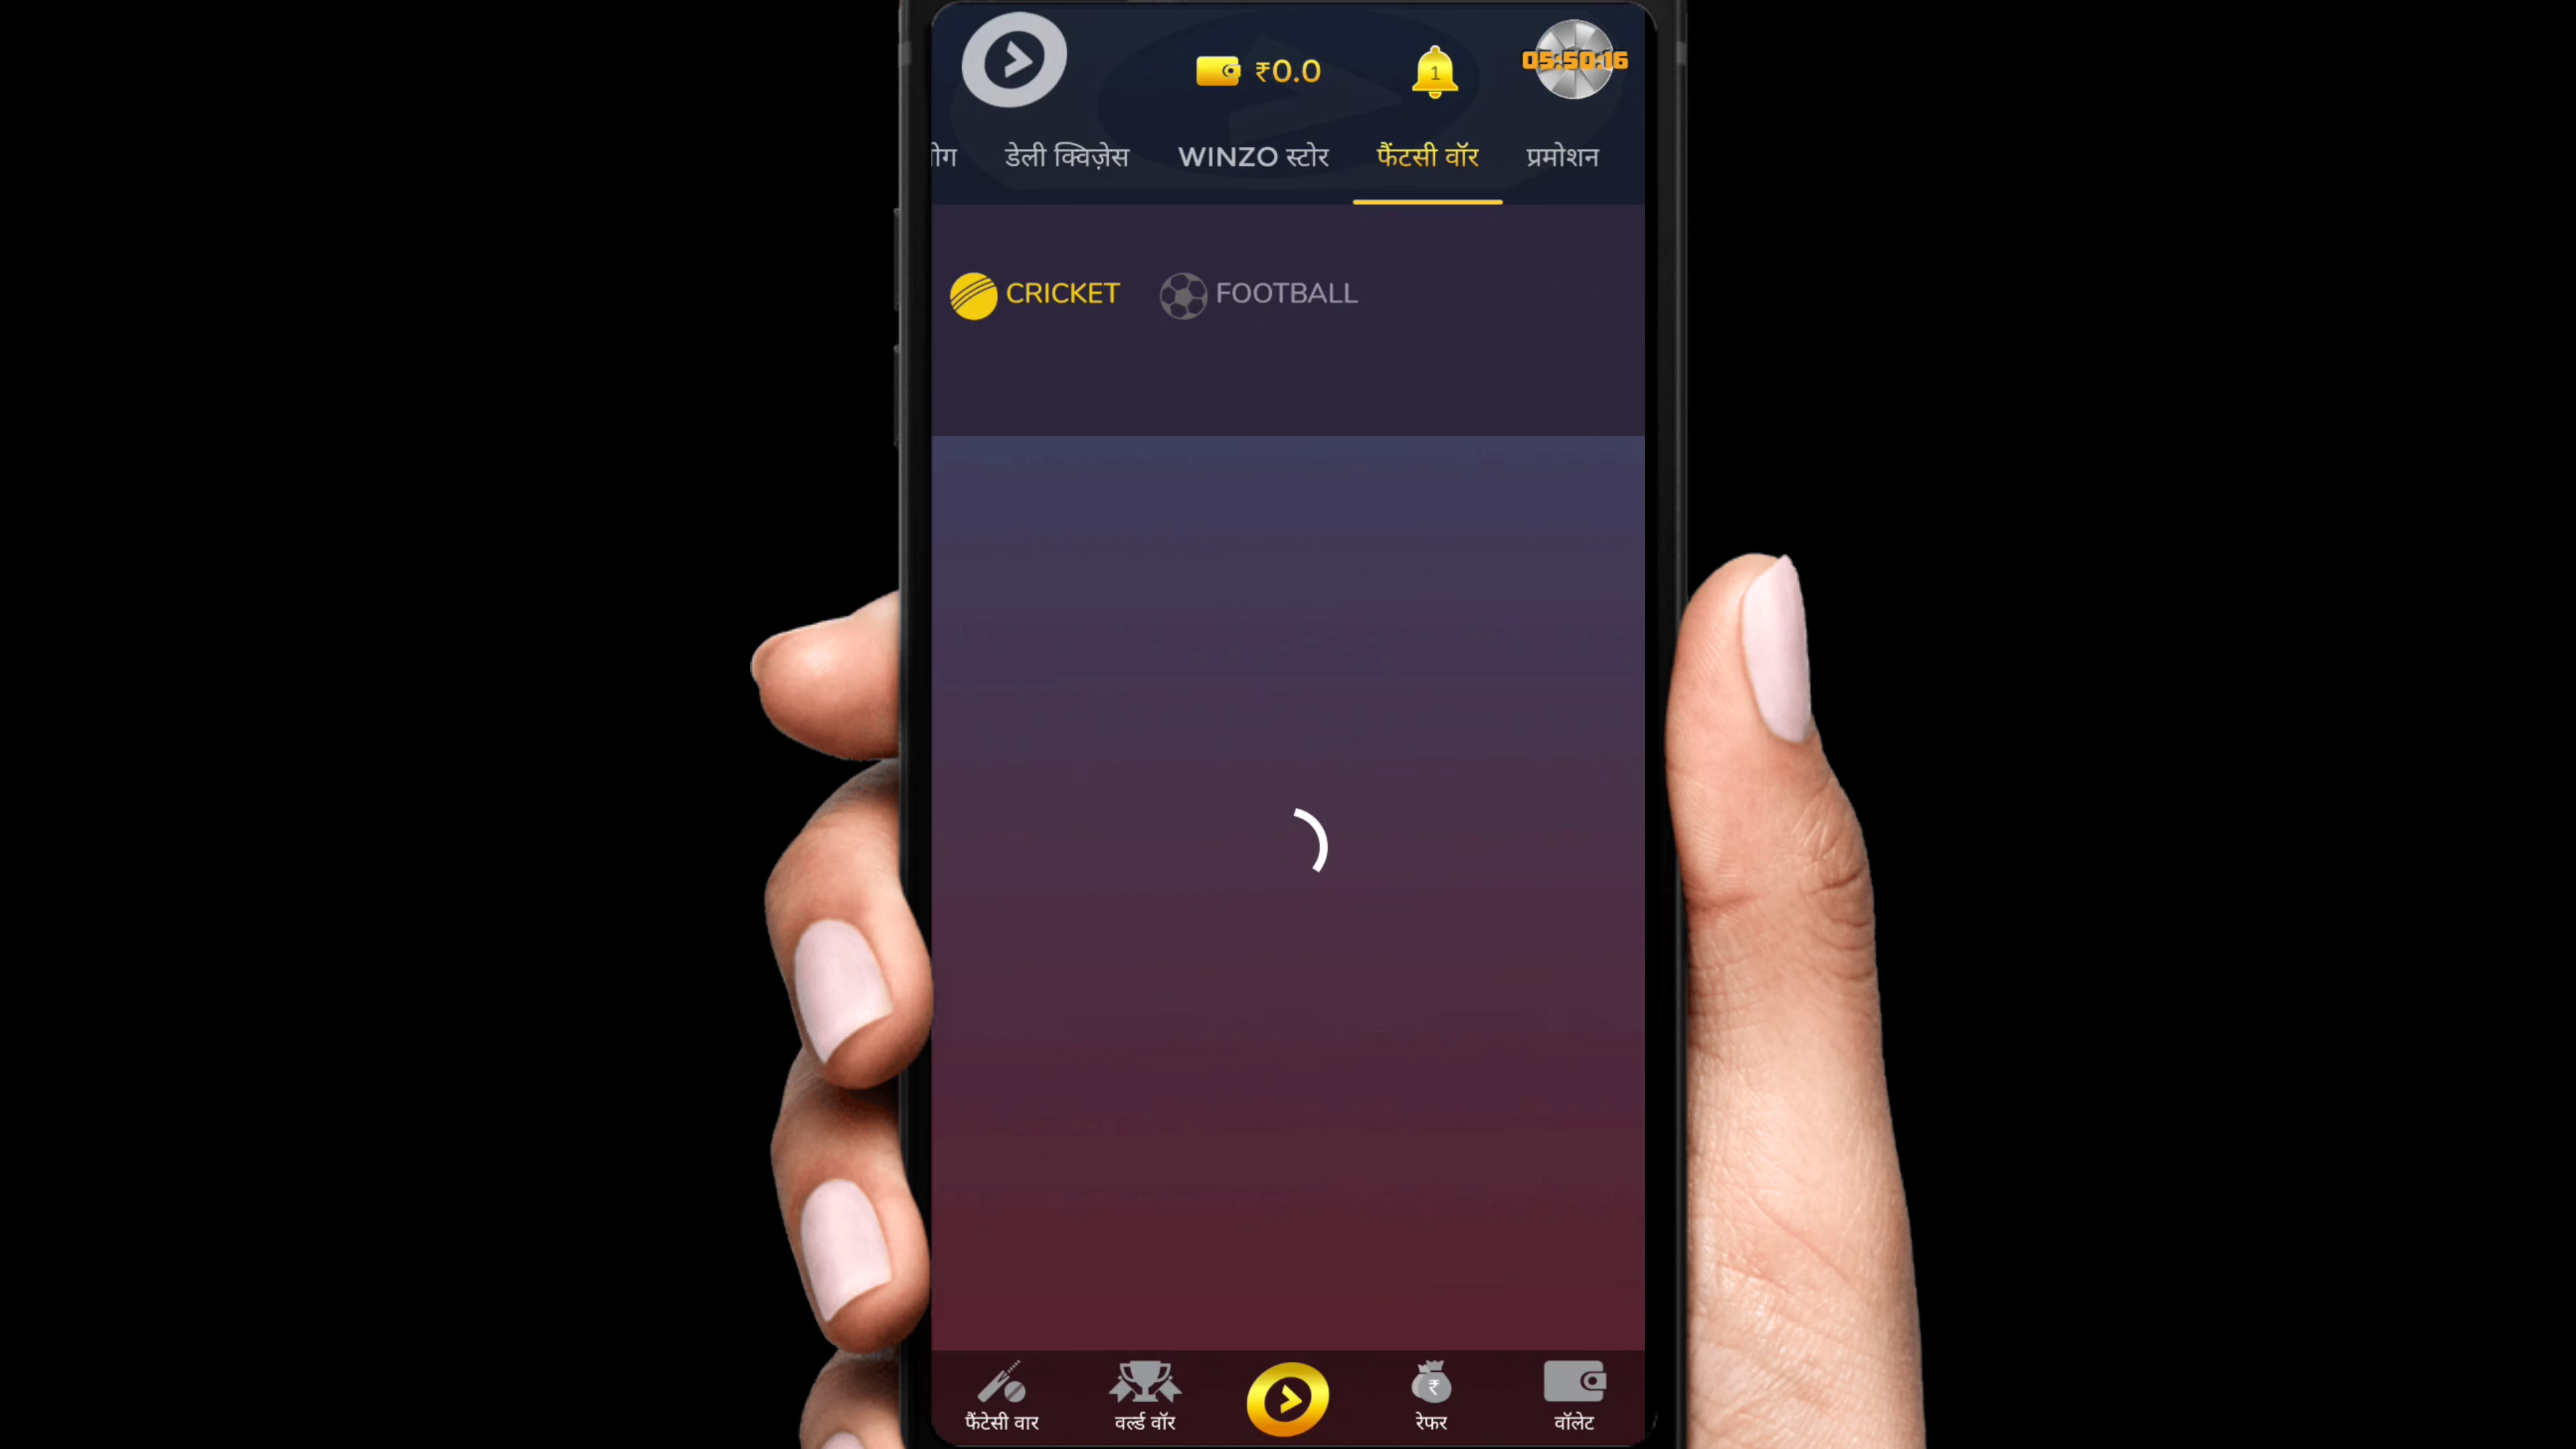 ₹0.0
1
05:50:16
डेली क्विज़ेस WINZO स्टोर फैंटसी वॉर प्रमोशन
CRICKET FOOTBALL
फैंटेसी वार वर्ल्ड वॉर रेफर वॉलेट